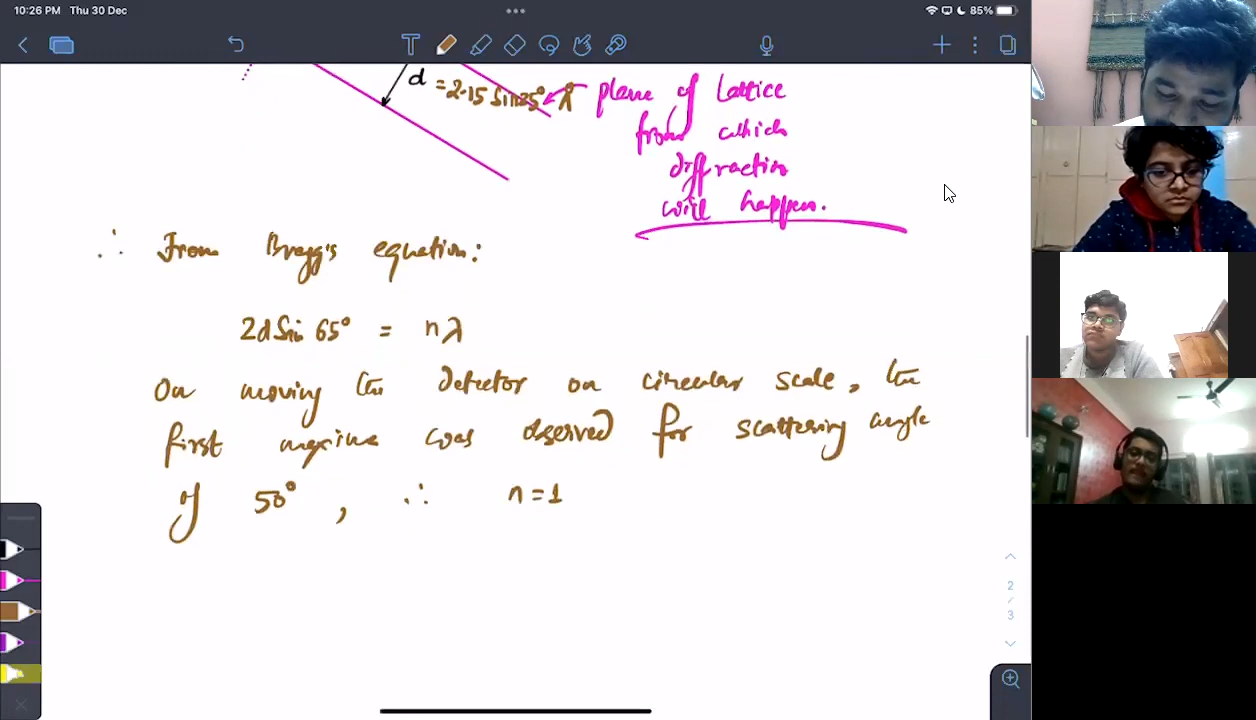 10:26 PM Thu 30 Dec
85%
d = 2.15 Sin 25° Å
plane of Lattice
from which
diffraction
will happen.
∴ From Bragg's equation:
2d Sin 65° = nλ
On moving the detector on circular scale, the
first maxima was observed for scattering angle
of 50°, ∴ n=1
2
3